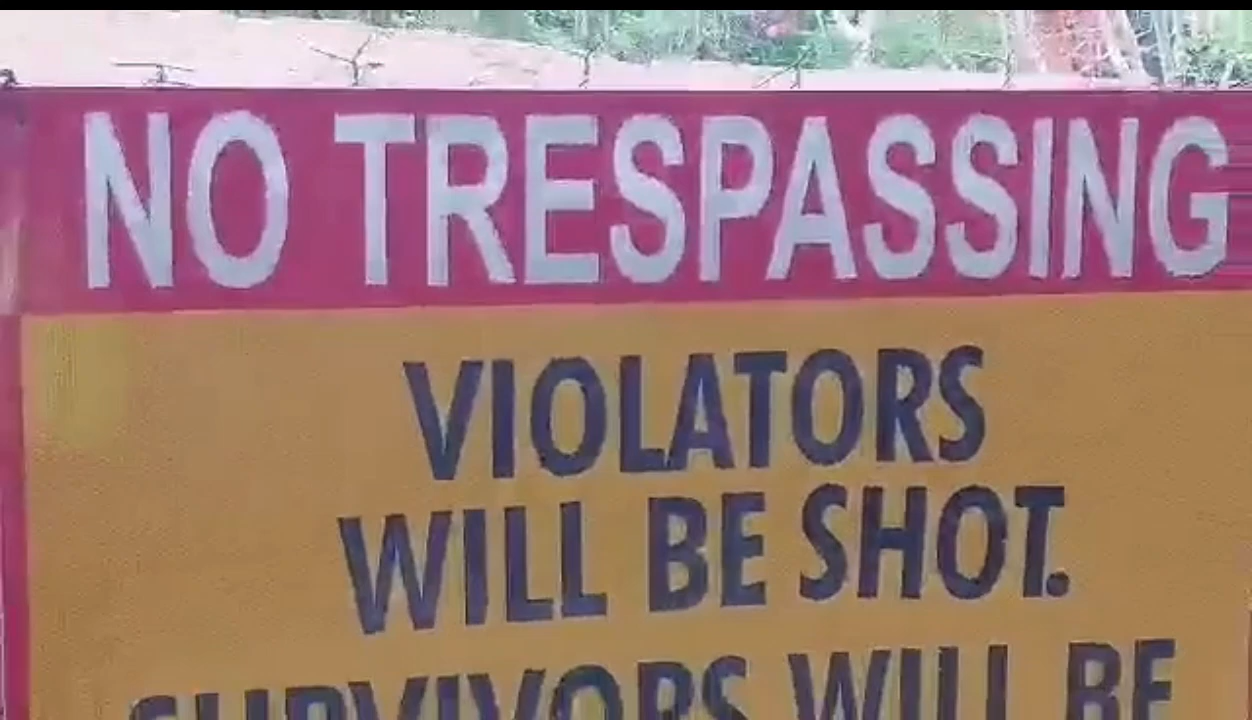 NO TRESPASSING
VIOLATORS
WILL BE SHOT.
SURVIVORS WILL BE